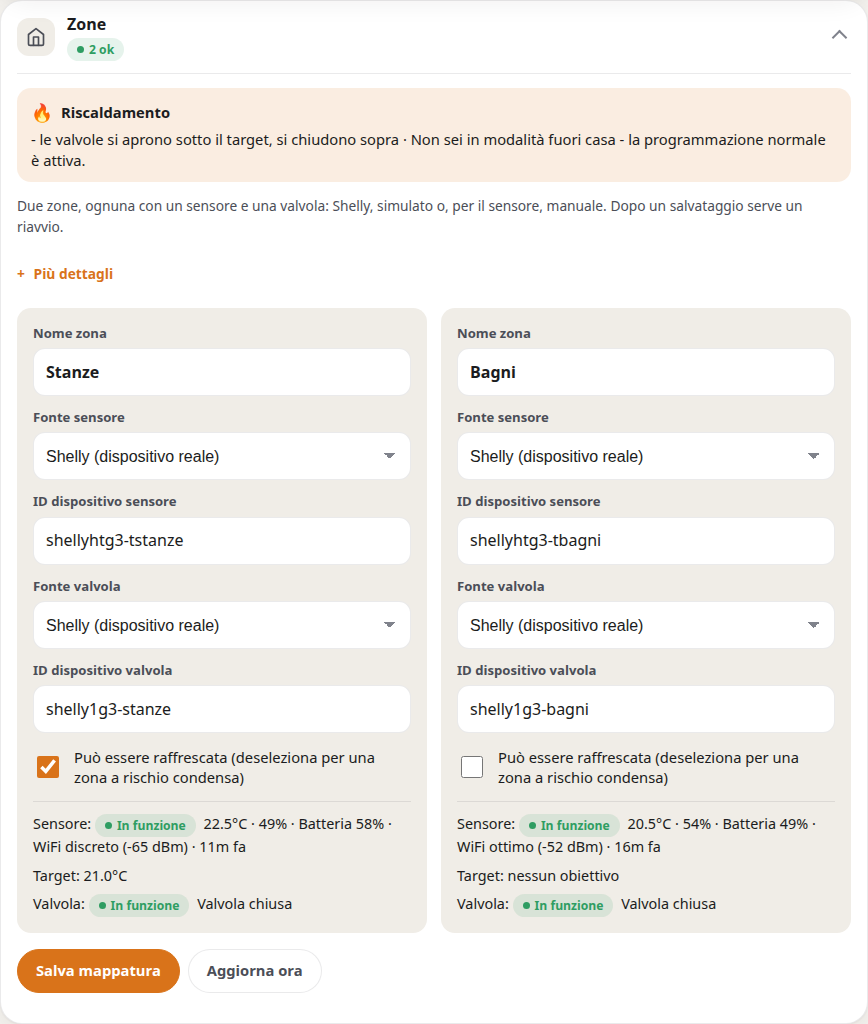 Zone
2 ok
Riscaldamento
- le valvole si aprono sotto il target, si chiudono sopra · Non sei in modalità fuori casa - la programmazione normale
è attiva.
Due zone, ognuna con un sensore e una valvola: Shelly, simulato o, per il sensore, manuale. Dopo un salvataggio serve un
riavvio.
+ Più dettagli
Nome zona
Stanze
Fonte sensore
Shelly (dispositivo reale)
ID dispositivo sensore
shellyhtg3-tstanze
Fonte valvola
Shelly (dispositivo reale)
ID dispositivo valvola
shelly1g3-stanze
Può essere raffrescata (deseleziona per una
zona a rischio condensa)
Sensore: In funzione 22.5°C · 49% · Batteria 58% ·
WiFi discreto (-65 dBm) · 11m fa
Target: 21.0°C
Valvola: In funzione Valvola chiusa
Nome zona
Bagni
Fonte sensore
Shelly (dispositivo reale)
ID dispositivo sensore
shellyhtg3-tbagni
Fonte valvola
Shelly (dispositivo reale)
ID dispositivo valvola
shelly1g3-bagni
Può essere raffrescata (deseleziona per una
zona a rischio condensa)
Sensore: In funzione 20.5°C · 54% · Batteria 49% ·
WiFi ottimo (-52 dBm) · 16m fa
Target: nessun obiettivo
Valvola: In funzione Valvola chiusa
Salva mappatura
Aggiorna ora